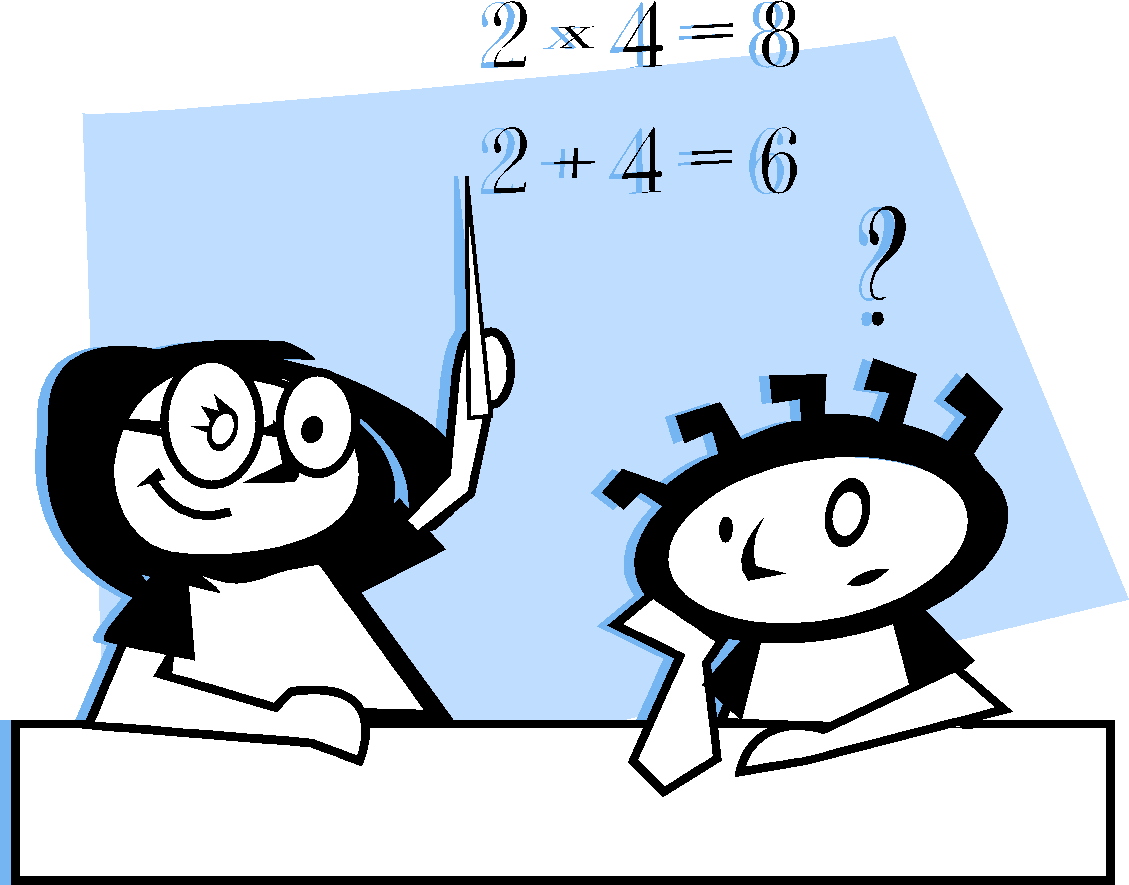 2 x 4 = 8
2 + 4 = 6
?